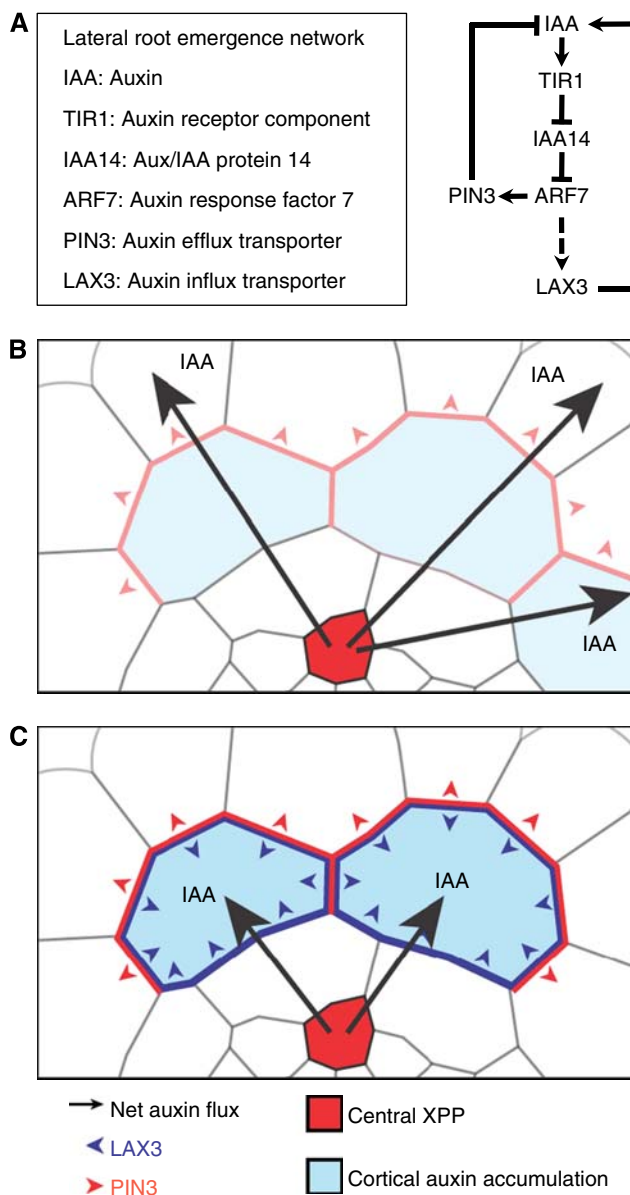 A
Lateral root emergence network
IAA: Auxin
TIR1: Auxin receptor component
IAA14: Aux/IAA protein 14
ARF7: Auxin response factor 7
PIN3: Auxin efflux transporter
LAX3: Auxin influx transporter
IAA
TIR1
IAA14
PIN3 ARF7
LAX3
B
IAA
IAA
IAA
C
IAA
IAA
Net auxin flux
LAX3
PIN3
Central XPP
Cortical auxin accumulation